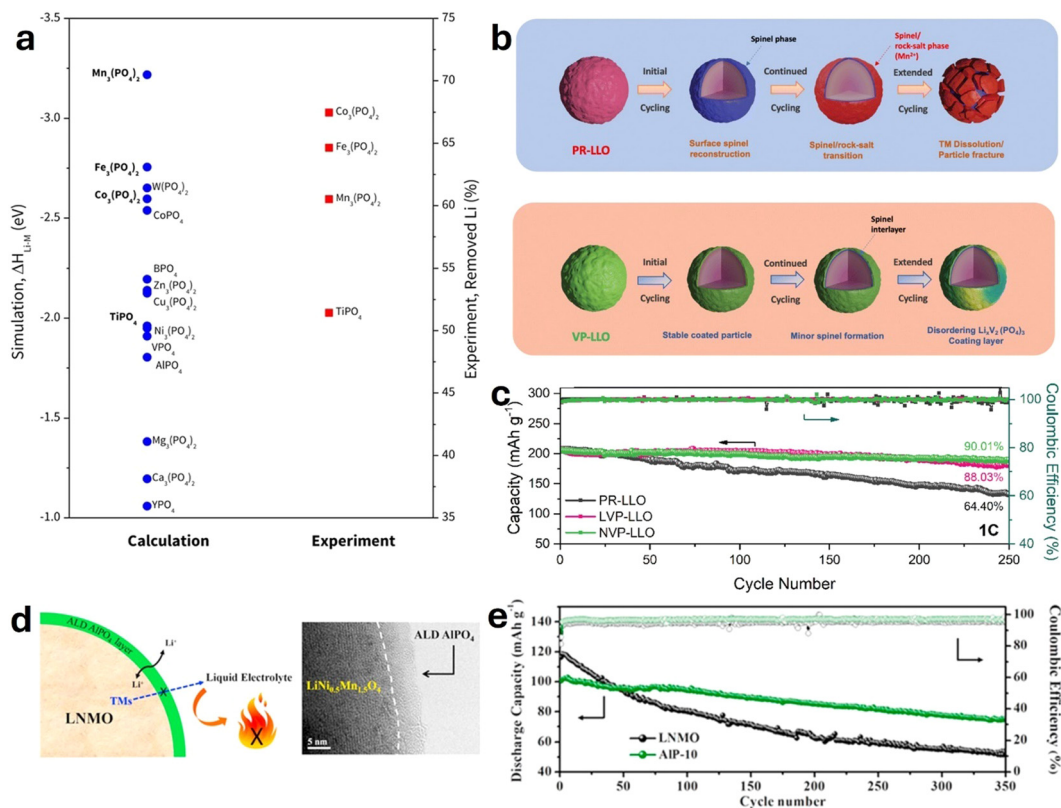 a
Simulation, ΔH Li-M (eV)
-3.5
-3.0
-2.5
-2.0
-1.5
-1.0
Mn₃(PO₄)₂
Fe₃(PO₄)₂
W(PO₄)₂
Co₃(PO₄)₂
CoPO₄
BPO₄
Zn₃(PO₄)₂
Cu₃(PO₄)₂
TiPO₄
Ni₃(PO₄)₂
VPO₄
AlPO₄
Mg₃(PO₄)₂
Ca₃(PO₄)₂
YPO₄
Co₃(PO₄)₂
Fe₃(PO₄)₂
Mn₃(PO₄)₂
TiPO₄
75
70
65
60
55
50
45
40
35
Experiment, Removed Li (%)
Calculation
Experiment
b
Spinel phase
Spinel/
rock-salt phase
(Mn²⁺)
Initial
Cycling
Continued
Cycling
Extended
Cycling
PR-LLO
Surface spinel
reconstruction
Spinel/rock-salt
transition
TM Dissolution/
Particle fracture
Spinel
interlayer
Initial
Cycling
Continued
Cycling
Extended
Cycling
VP-LLO
Stable coated particle
Minor spinel formation
Disordering LiₓV₂(PO₄)₃
Coating layer
c
Capacity (mAh g⁻¹)
300
250
200
150
100
50
90.01%
88.03%
64.40%
PR-LLO
LVP-LLO
NVP-LLO
1C
100
80
60
40
Coulombic Efficiency (%)
0
50
100
150
200
250
Cycle Number
d
ALD AlPO₄ layer
Li⁺
Li⁺
TMs
Liquid Electrolyte
LNMO
X
ALD AlPO₄
LiNi₀.₅Mn₁.₅O₄
5 nm
e
Discharge Capacity (mAh g⁻¹)
140
120
100
80
60
40
LNMO
AlP-10
100
80
60
40
20
0
Coulombic Efficiency (%)
0
50
100
150
200
250
300
350
Cycle number